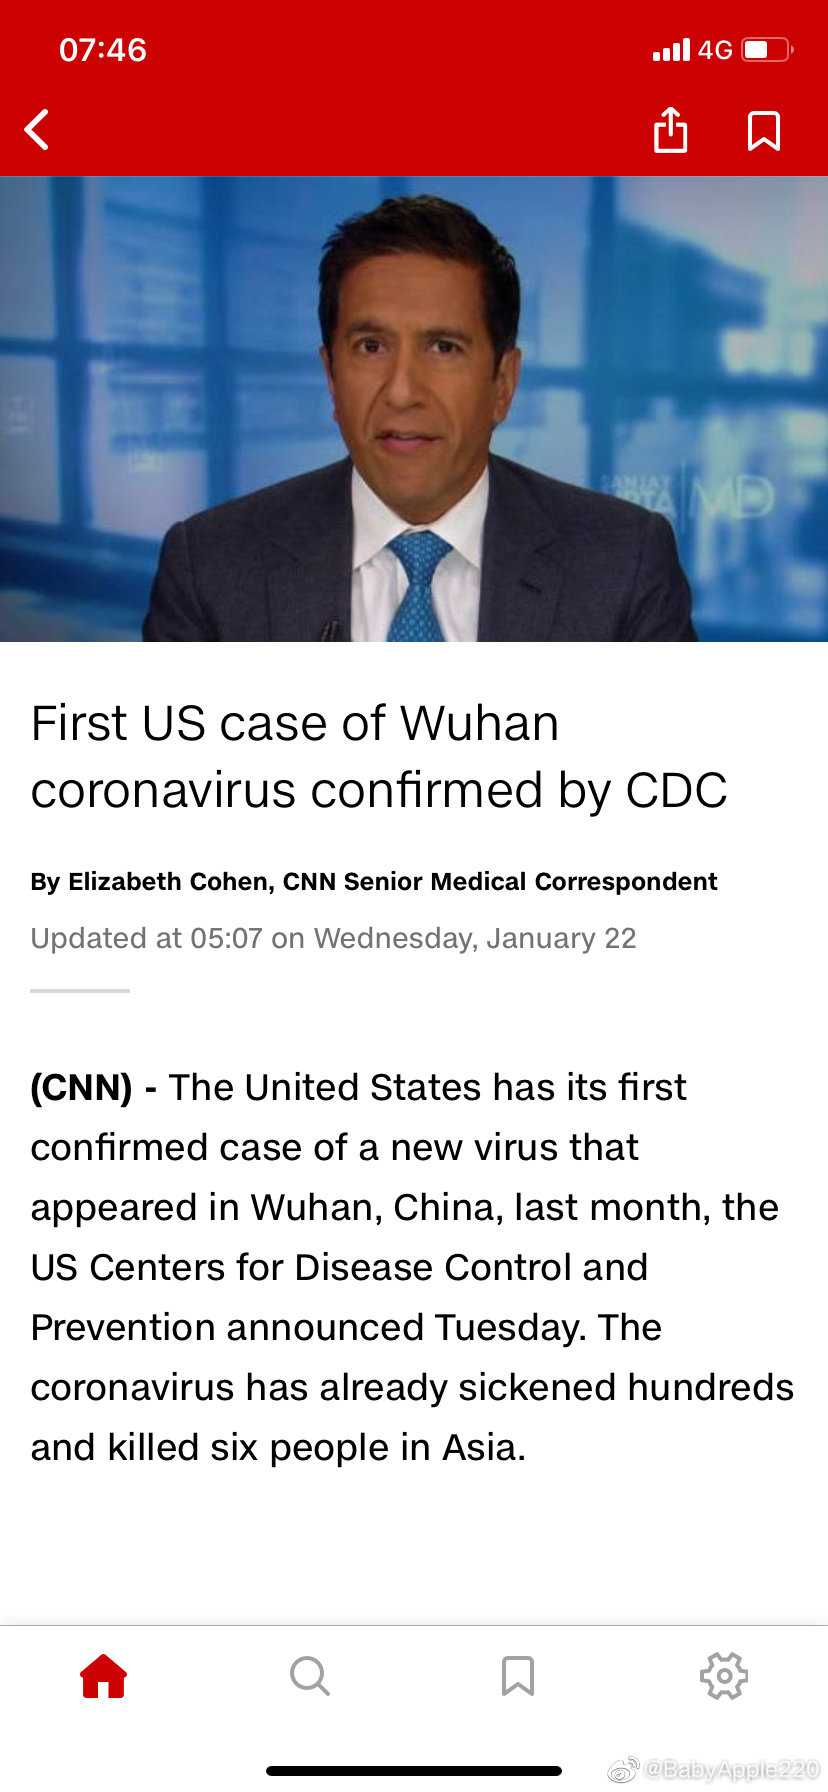 07:46
4G
SANJAY
GUPTA MD
First US case of Wuhan
coronavirus confirmed by CDC
By Elizabeth Cohen, CNN Senior Medical Correspondent
Updated at 05:07 on Wednesday, January 22
(CNN) - The United States has its first
confirmed case of a new virus that
appeared in Wuhan, China, last month, the
US Centers for Disease Control and
Prevention announced Tuesday. The
coronavirus has already sickened hundreds
and killed six people in Asia.
@BabyApple220